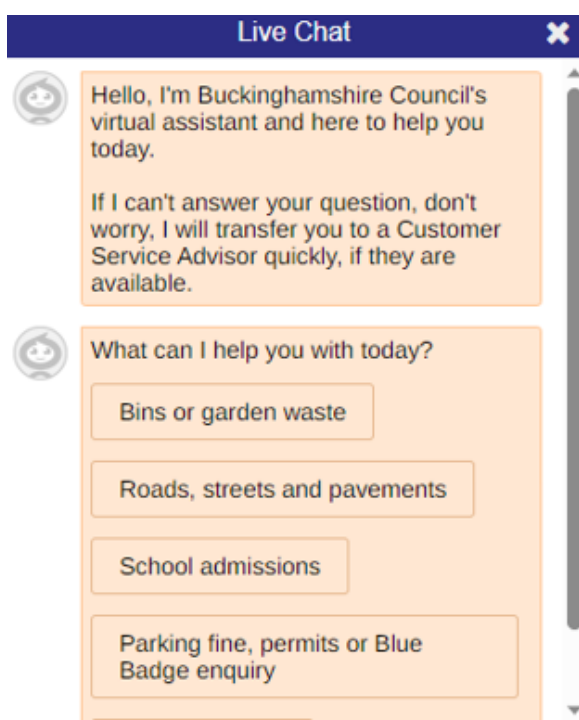 Live Chat
Hello, I'm Buckinghamshire Council's
virtual assistant and here to help you
today.
If I can't answer your question, don't
worry, I will transfer you to a Customer
Service Advisor quickly, if they are
available.
What can I help you with today?
Bins or garden waste
Roads, streets and pavements
School admissions
Parking fine, permits or Blue
Badge enquiry